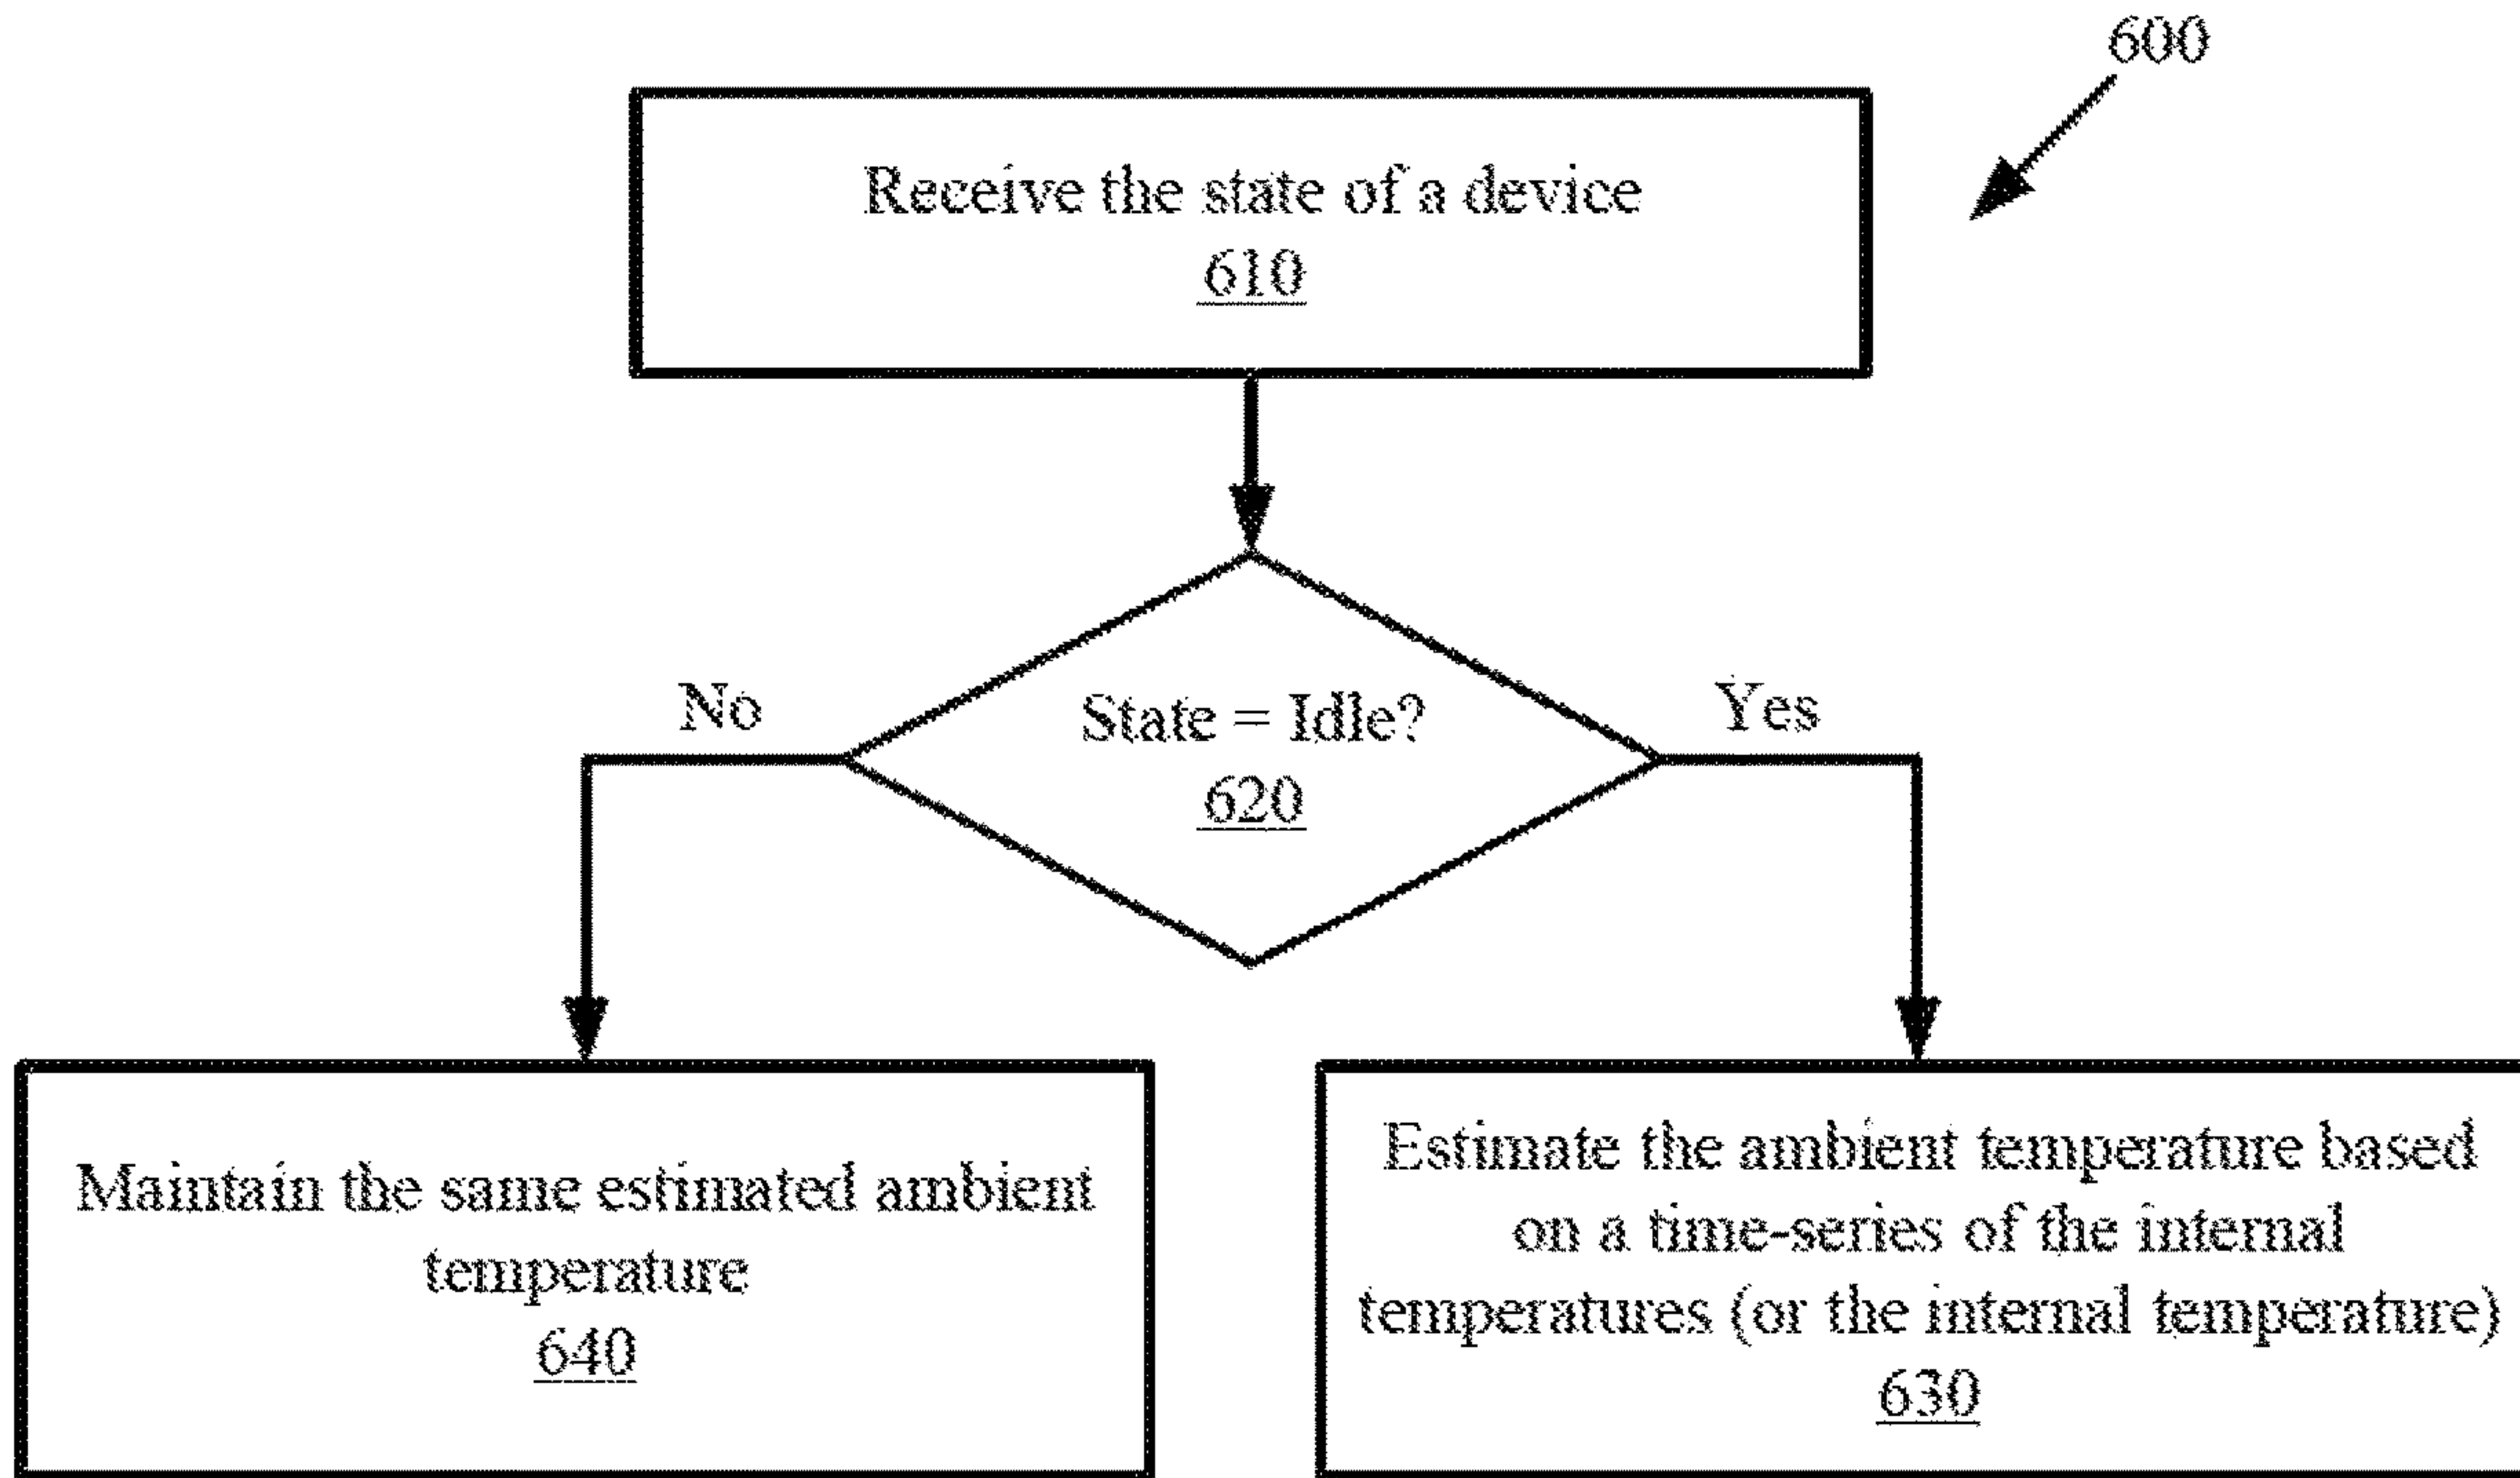 600
Receive the state of a device
610
State = Idle?
620
No
Yes
Maintain the same estimated ambient
temperature
640
Estimate the ambient temperature based
on a time-series of the internal
temperatures (or the internal temperature)
630